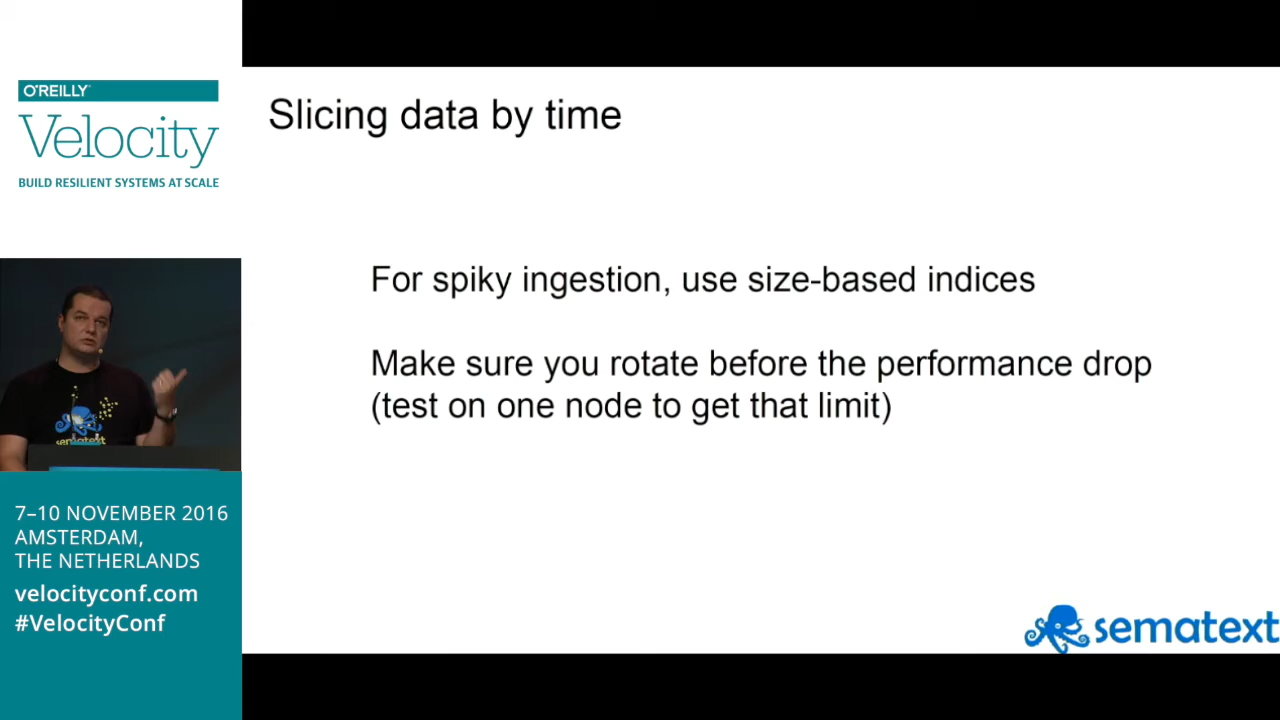 O'REILLY
Velocity
BUILD RESILIENT SYSTEMS AT SCALE
Slicing data by time
For spiky ingestion, use size-based indices
Make sure you rotate before the performance drop
(test on one node to get that limit)
sematext
7–10 NOVEMBER 2016
AMSTERDAM,
THE NETHERLANDS
velocityconf.com
#VelocityConf
sematext